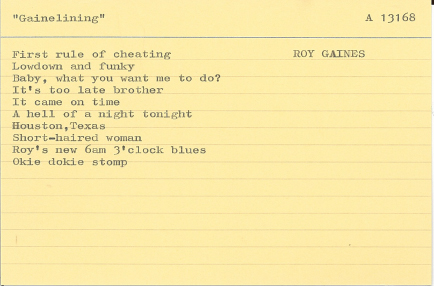 "Gainelining" A 13168
First rule of cheating ROY GAINES
Lowdown and funky
Baby, what you want me to do?
It's too late brother
It came on time
A hell of a night tonight
Houston,Texas
Short-haired woman
Roy's new 6am 3'clock blues
Okie dokie stomp